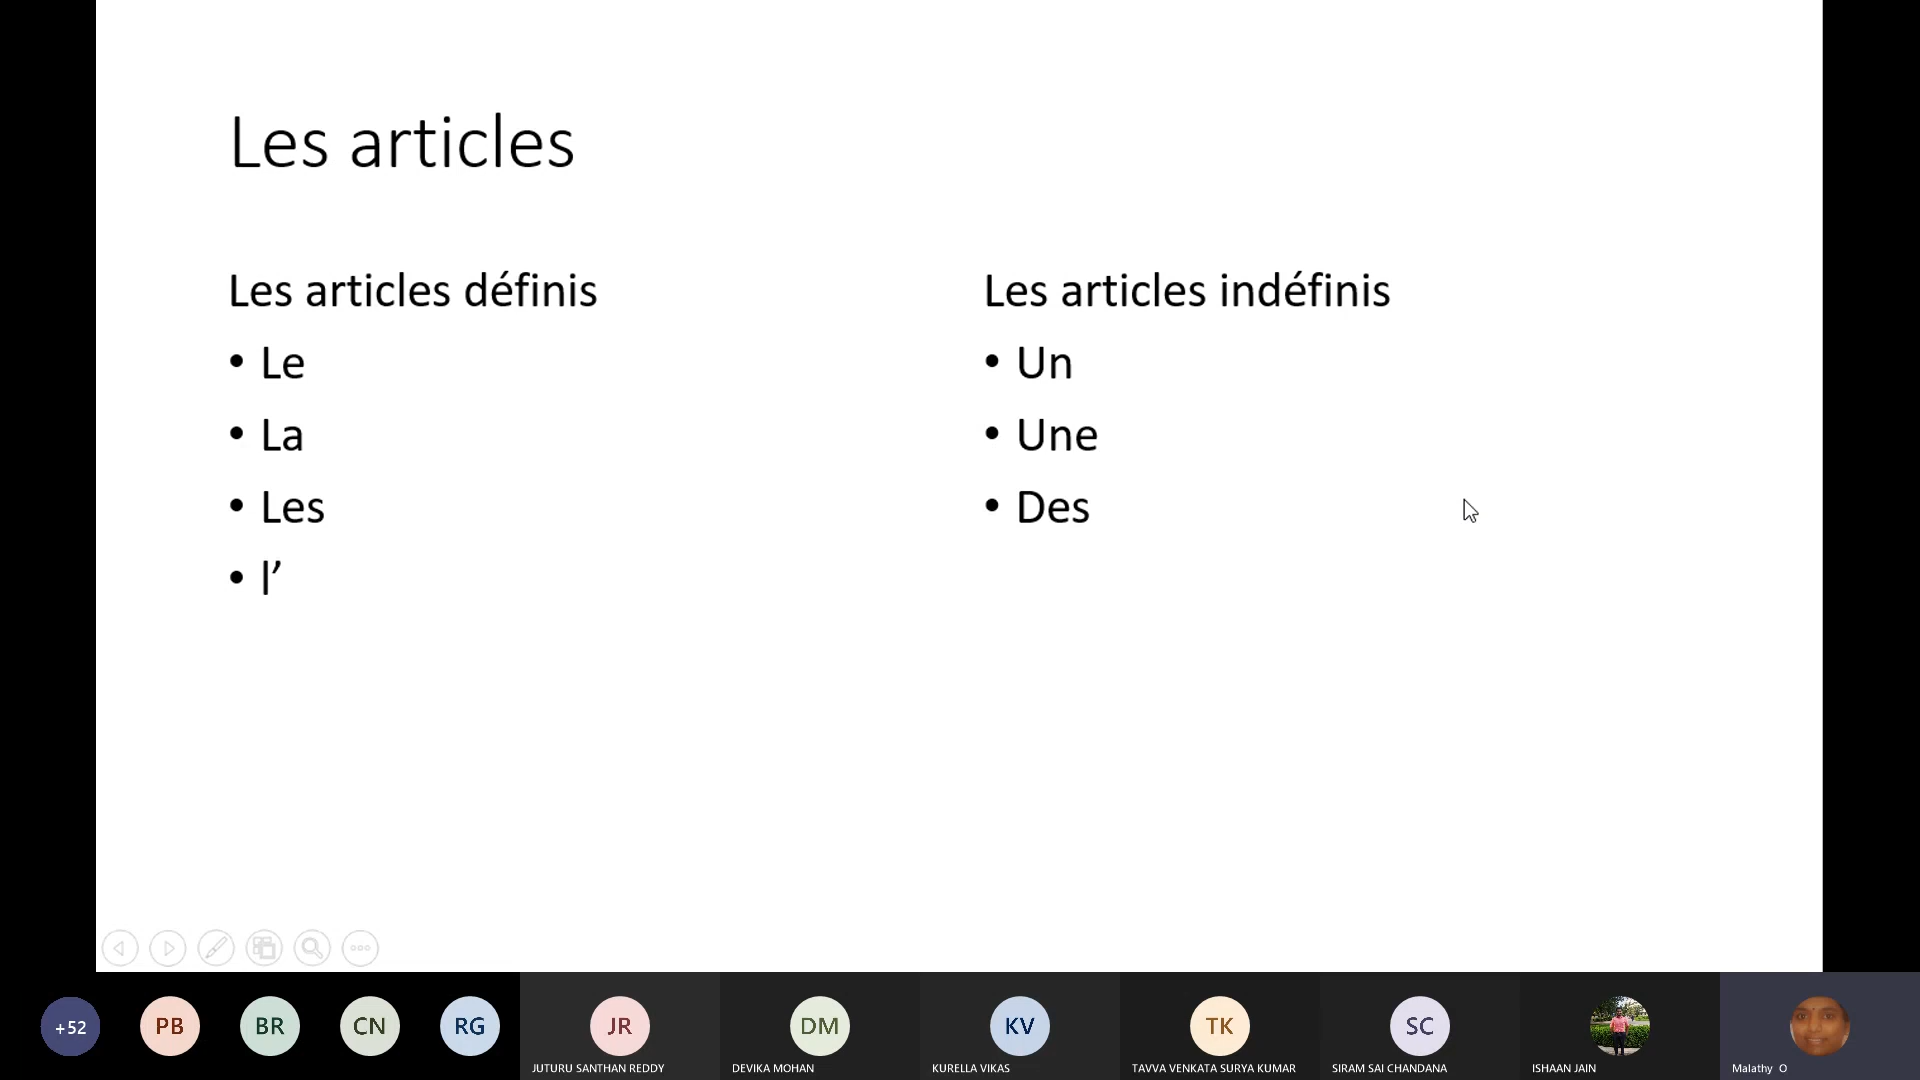 Les articles
Les articles définis
• Le
• La
• Les
• l’
Les articles indéfinis
• Un
• Une
• Des
+52
PB
BR
CN
RG
JR
JUTURU SANTHAN REDDY
DM
DEVIKA MOHAN
KV
KURELLA VIKAS
TK
TAVVA VENKATA SURYA KUMAR
SC
SIRAM SAI CHANDANA
ISHAAN JAIN
Malathy O